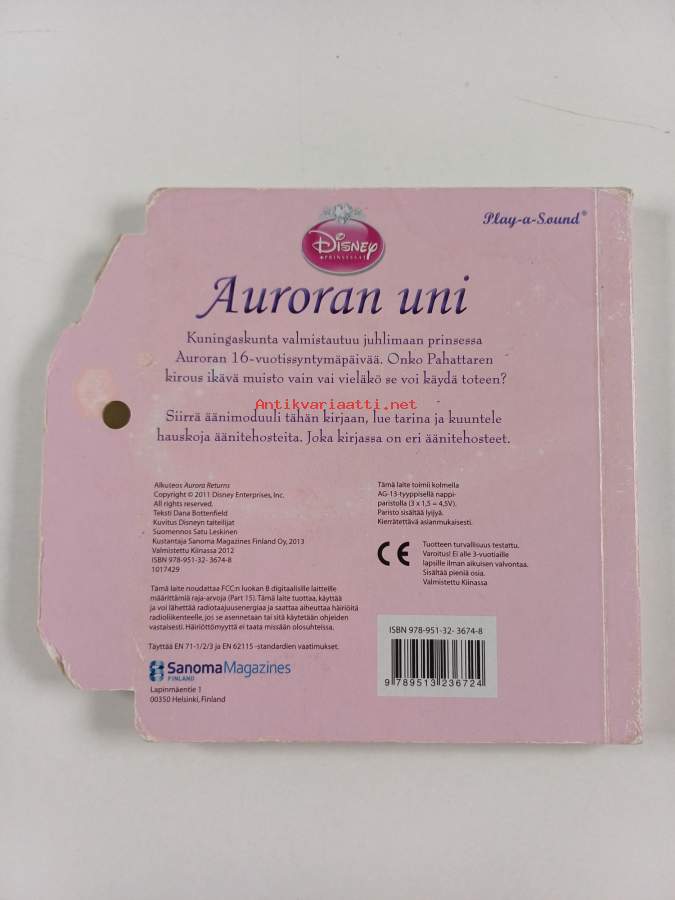 Play-a-Sound®
Disney
PRINSESSAT
Auroran uni
Kuningaskunta valmistautuu juhlimaan prinsessa
Auroran 16-vuotissyntymäpäivää. Onko Pahattaren
kirous ikävä muisto vain vai vieläkö se voi käydä toteen?
Antikvariaatti.net
Siirrä äänimoduuli tähän kirjaan, lue tarina ja kuuntele
hauskoja äänitehosteita. Joka kirjassa on eri äänitehosteet.
Alkuteos Aurora Returns
Copyright © 2011 Disney Enterprises, Inc.
All rights reserved.
Teksti Dana Bottenfield
Kuvitus Disneyn taiteilijat
Suomennos Satu Leskinen
Kustantaja Sanoma Magazines Finland Oy, 2013
Valmistettu Kiinassa 2012
ISBN 978-951-32- 3674-8
1017429
Tämä laite noudattaa FCC:n luokan B digitaalisille laitteille
määrittämiä raja-arvoja (Part 15). Tämä laite tuottaa, käyttää
ja voi lähettää radiotaajuusenergiaa ja saattaa aiheuttaa häiriöitä
radioliikenteelle, jos se asennetaan tai sitä käytetään ohjeiden
vastaisesti. Häiriöttömyyttä ei taata missään olosuhteissa.
Täyttää EN 71-1/2/3 ja EN 62115 -standardien vaatimukset.
SanomaMagazines
FINLAND
Lapinmäentie 1
00350 Helsinki, Finland
Tämä laite toimii kolmella
AG-13-tyyppisellä nappi-
paristolla (3 x 1,5 = 4,5V).
Paristo sisältää lyijyä.
Kierrätettävä asianmukaisesti.
CE
Tuotteen turvallisuus testattu.
Varoitus! Ei alle 3-vuotiaille
lapsille ilman aikuisen valvontaa.
Sisältää pieniä osia.
Valmistettu Kiinassa
ISBN 978-951-32- 3674-8
9 789513 236724